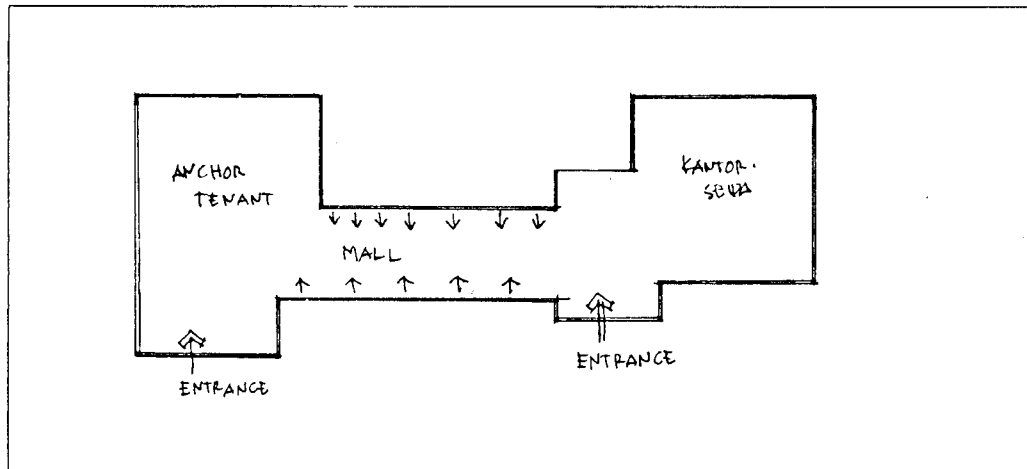 ANCHOR
TENANT
KANTOR.
SEWA
MALL
ENTRANCE
ENTRANCE